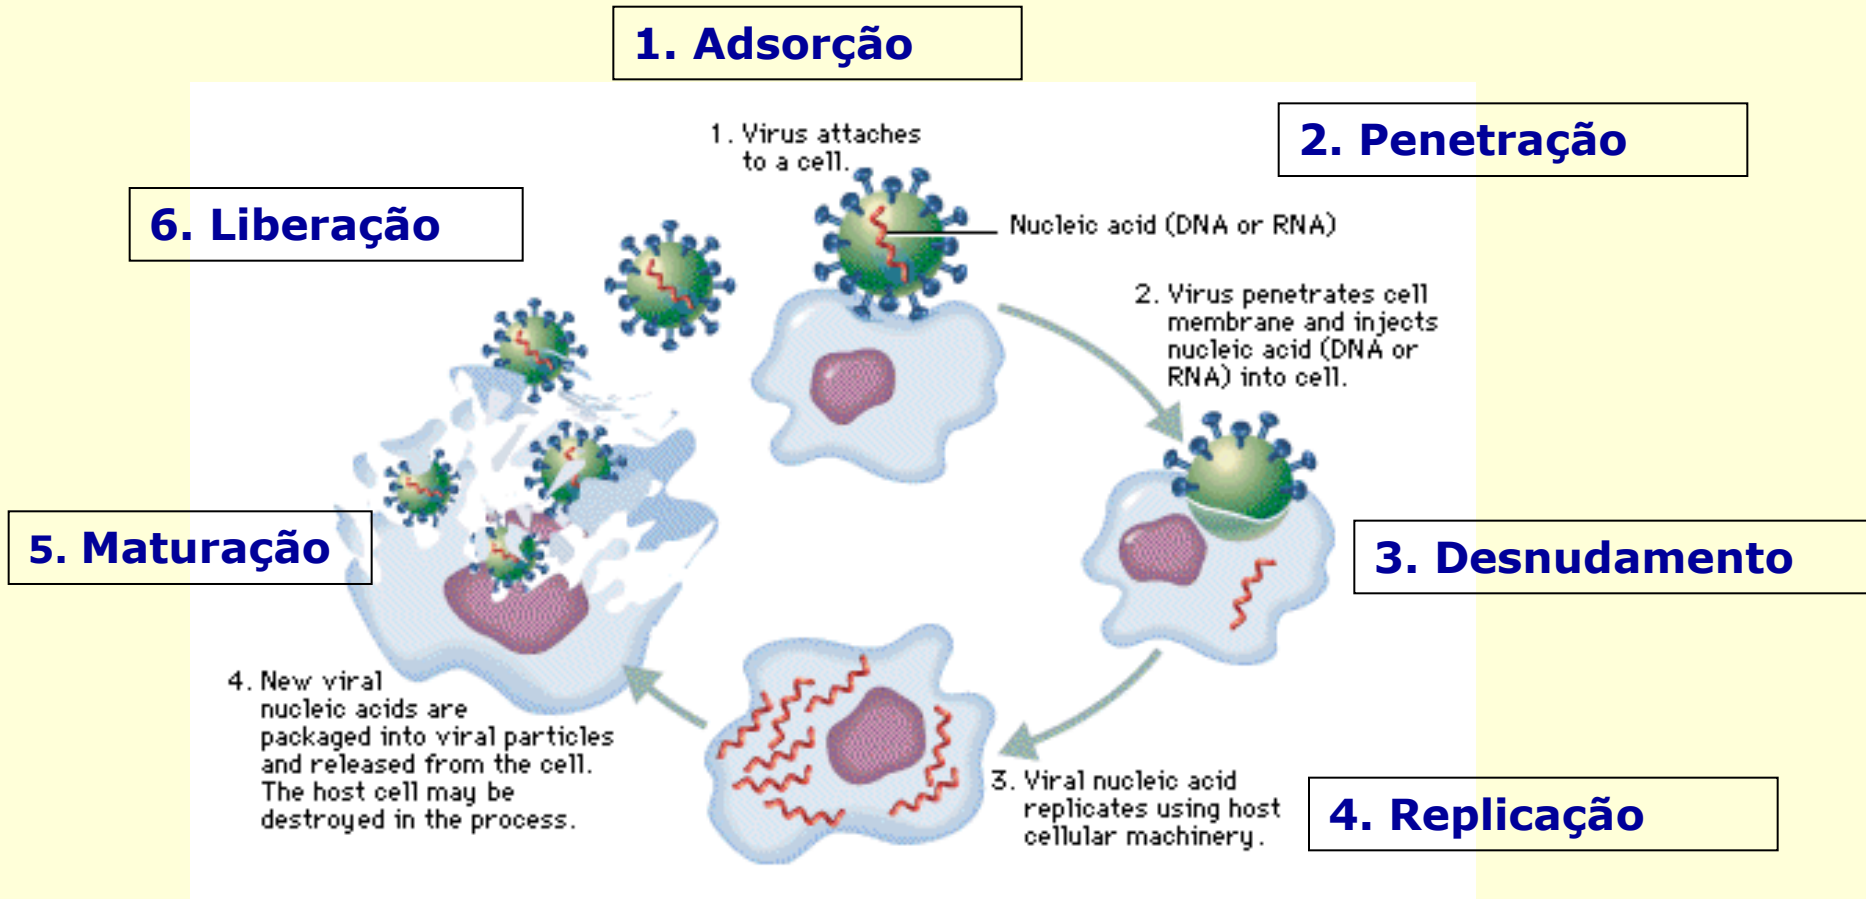 1. Adsorção
1. Virus attaches
to a cell.
2. Penetração
6. Liberação
Nucleic acid (DNA or RNA)
2. Virus penetrates cell
membrane and injects
nucleic acid (DNA or
RNA) into cell.
5. Maturação
3. Desnudamento
4. New viral
nucleic acids are
packaged into viral particles
and released from the cell.
The host cell may be
destroyed in the process.
3. Viral nucleic acid
replicates using host
cellular machinery.
4. Replicação